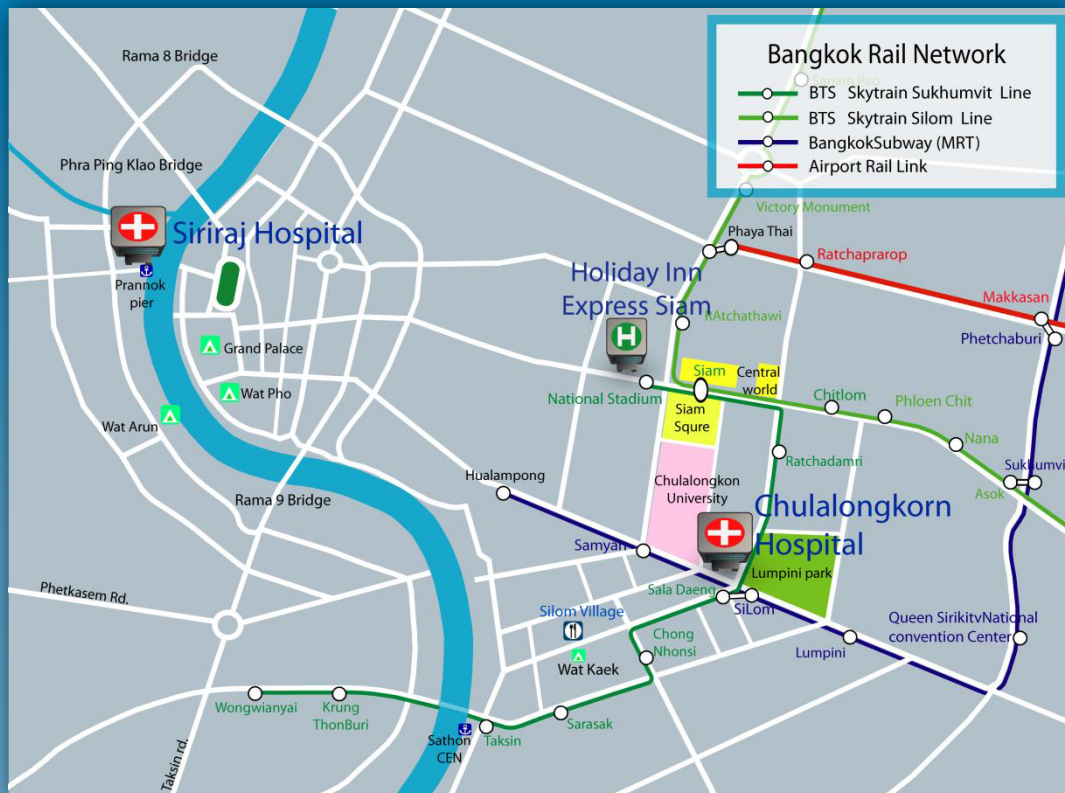 Bangkok Rail Network
BTS Skytrain Sukhumvit Line
BTS Skytrain Silom Line
BangkokSubway (MRT)
Airport Rail Link
Sanam Pao
Rama 8 Bridge
Phra Ping Klao Bridge
Siriraj Hospital
Prannok
pier
Grand Palace
Wat Pho
Wat Arun
Rama 9 Bridge
Phetkasem Rd.
Taksin rd.
Victory Monument
Phaya Thai
Ratchaprarop
Makkasan
Phetchaburi
Holiday Inn
Express Siam
RAtchathawi
National Stadium
Siam
Central
world
Siam
Squre
Chitlom
Phloen Chit
Nana
Sukhumvi
Asok
Ratchadamri
Hualampong
Chulalongkon
University
Chulalongkorn
Hospital
Samyan
Lumpini park
Sala Daeng
SiLom
Silom Village
Wat Kaek
Chong
Nhonsi
Lumpini
Queen SirikitvNational
convention Center
Wongwianyai
Krung
ThonBuri
Sathon
CEN
Taksin
Sarasak